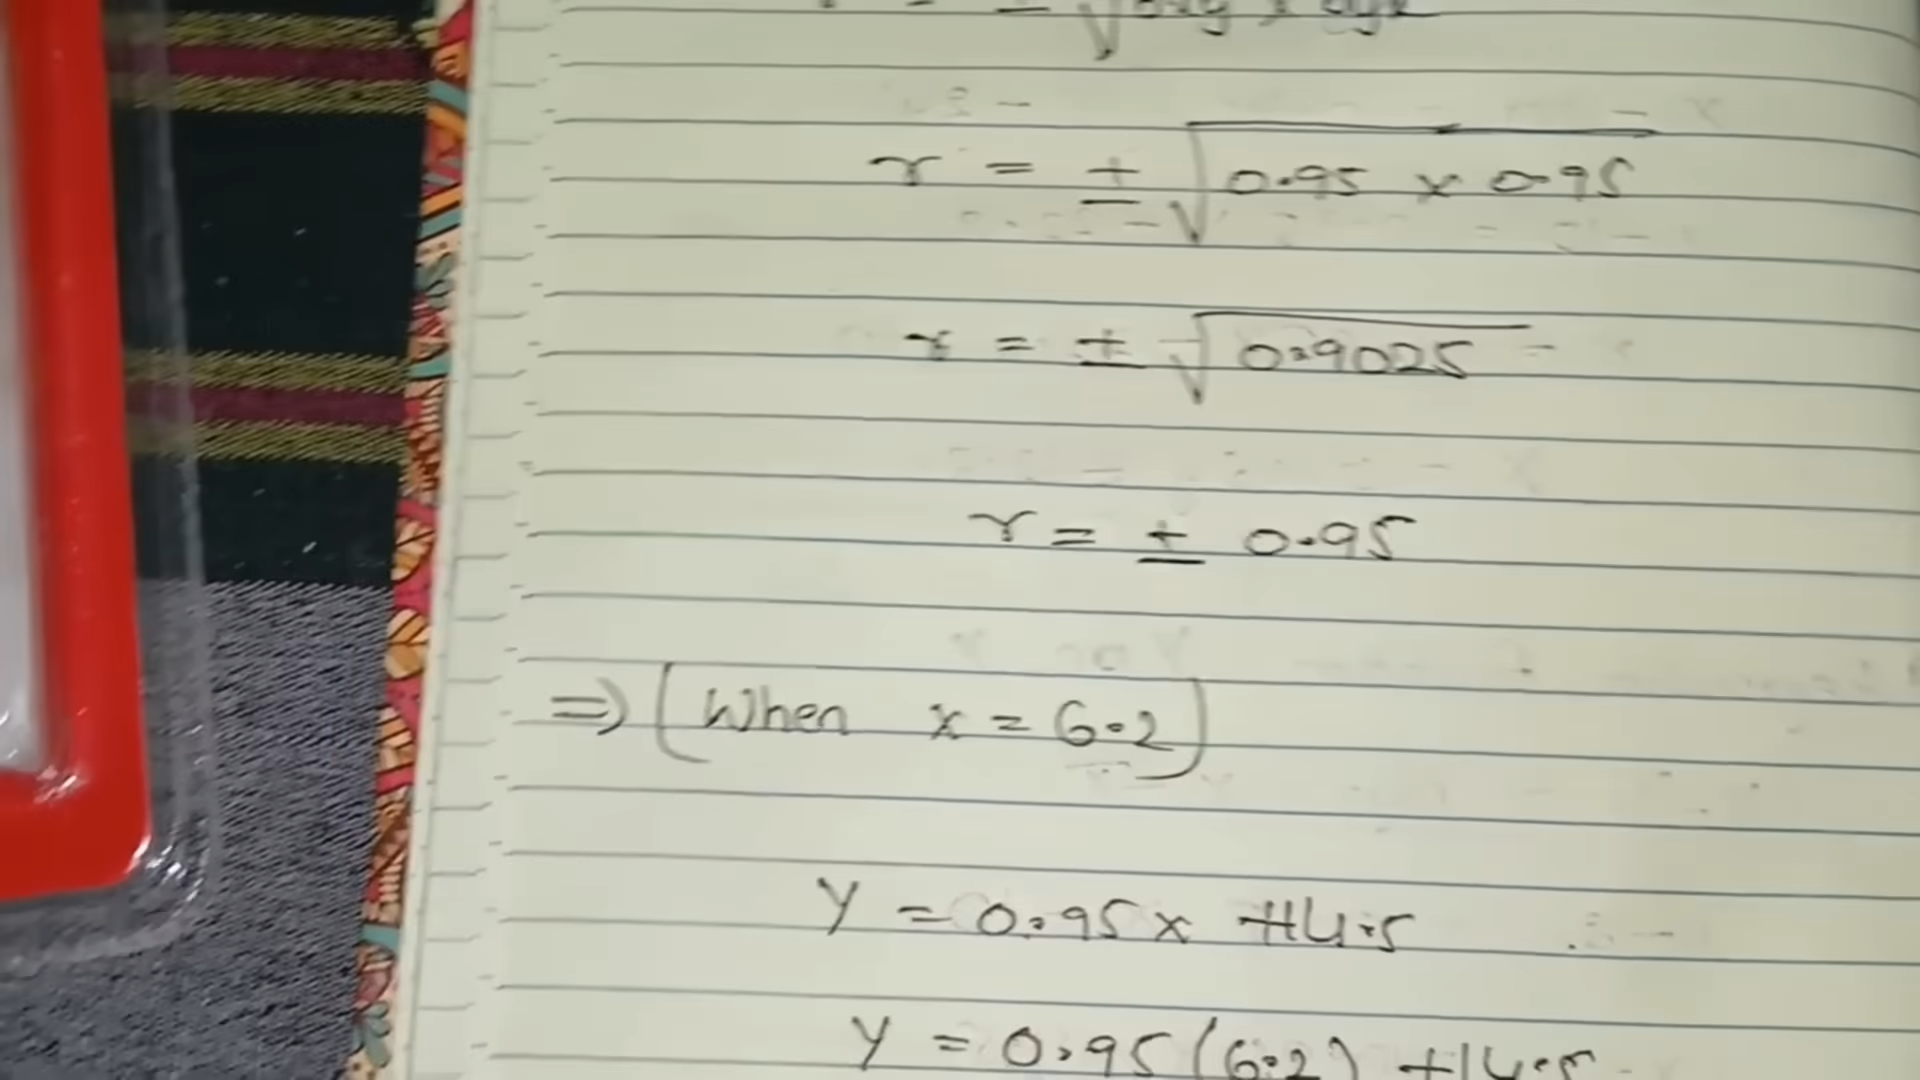 r = ± √0.95 x 0.95
r = ± √0.9025
r = ± 0.95
⇒ (When x = 6.2)
y = 0.95x +14.5
y = 0.95(6.2) +14.5